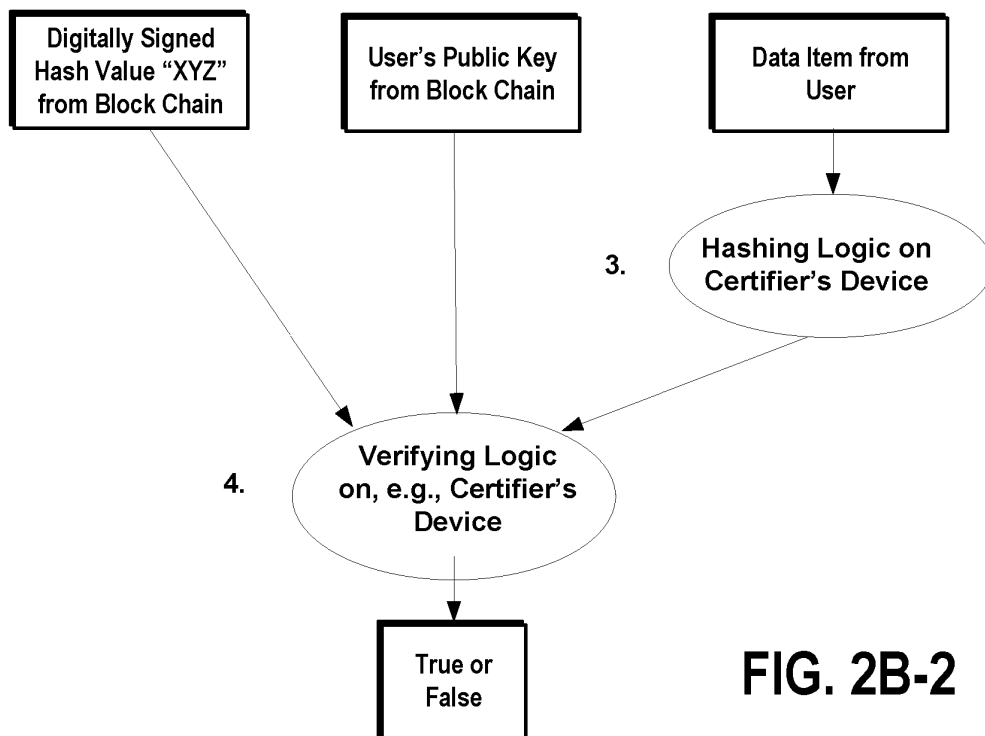 Digitally Signed
Hash Value “XYZ”
from Block Chain
User’s Public Key
from Block Chain
Data Item from
User
3.
Hashing Logic on
Certifier’s Device
4.
Verifying Logic
on, e.g., Certifier’s
Device
True or
False
FIG. 2B-2